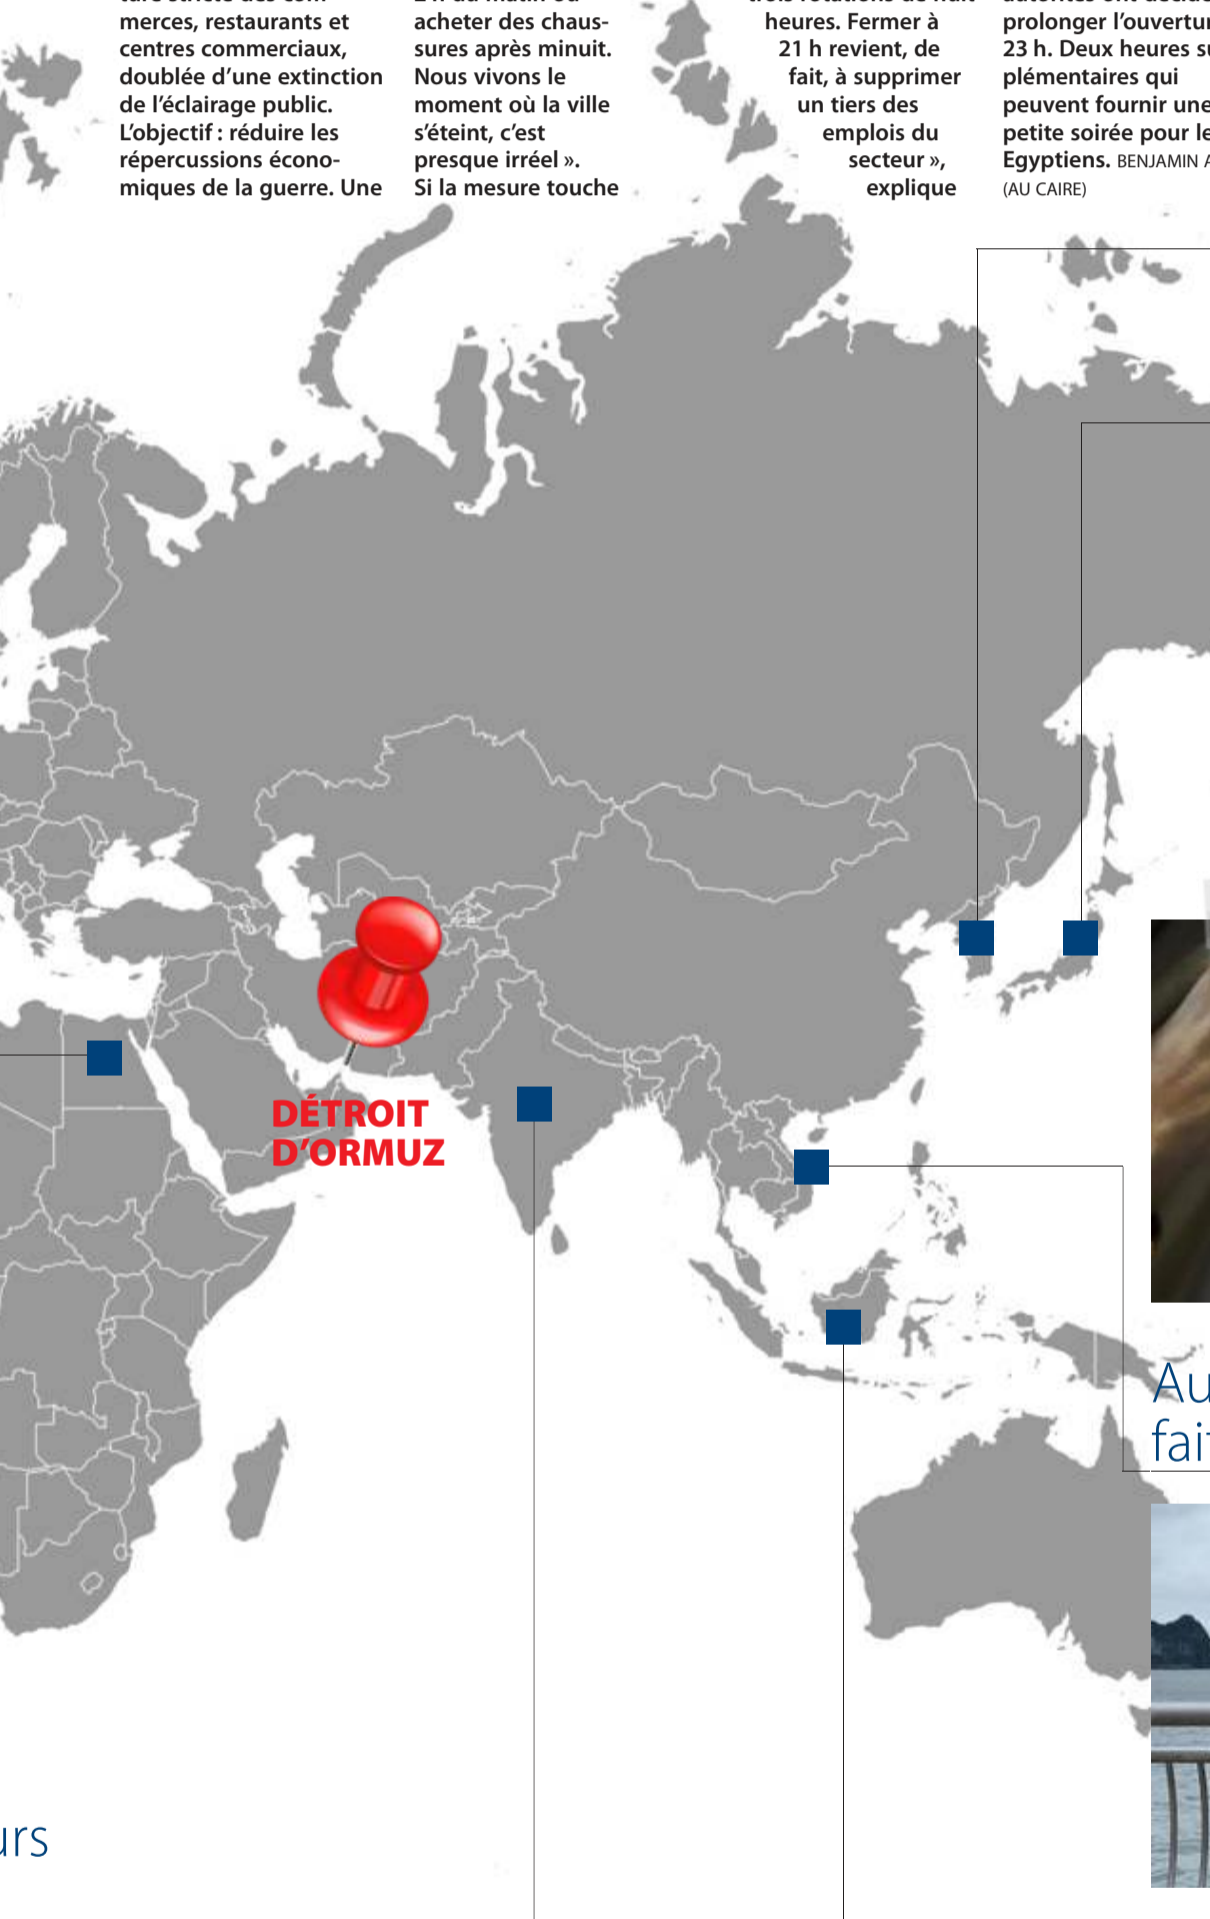 merces, restaurants et
centres commerciaux,
doublée d'une extinction
de l'éclairage public.
L'objectif : réduire les
répercussions écono-
miques de la guerre. Une
acheter des chaus-
sures après minuit.
Nous vivons le
moment où la ville
s'éteint, c'est
presque irréel ».
Si la mesure touche
heures. Fermer à
21 h revient, de
fait, à supprimer
un tiers des
emplois du
secteur »,
explique
prolonger l'ouvertu
23 h. Deux heures su
plémentaires qui
peuvent fournir une
petite soirée pour le
Egyptiens. BENJAMIN A
(AU CAIRE)
DÉTROIT
D'ORMUZ
Au
fai
urs